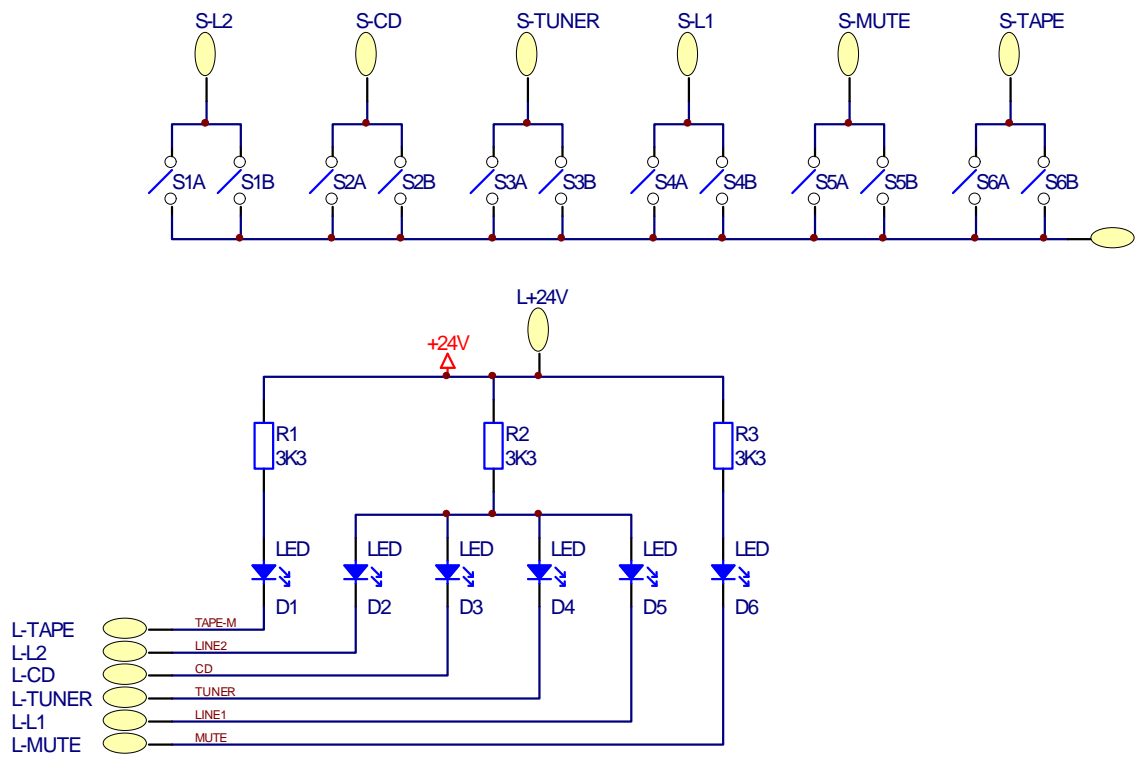 S-L2 S-CD S-TUNER S-L1 S-MUTE S-TAPE
S1A S1B S2A S2B S3A S3B S4A S4B S5A S5B S6A S6B
L+24V
+24V
R1 R2 R3
3K3 3K3 3K3
LED LED LED LED LED LED
D1 D2 D3 D4 D5 D6
L-TAPE TAPE-M
L-L2 LINE2
L-CD CD
L-TUNER TUNER
L-L1 LINE1
L-MUTE MUTE